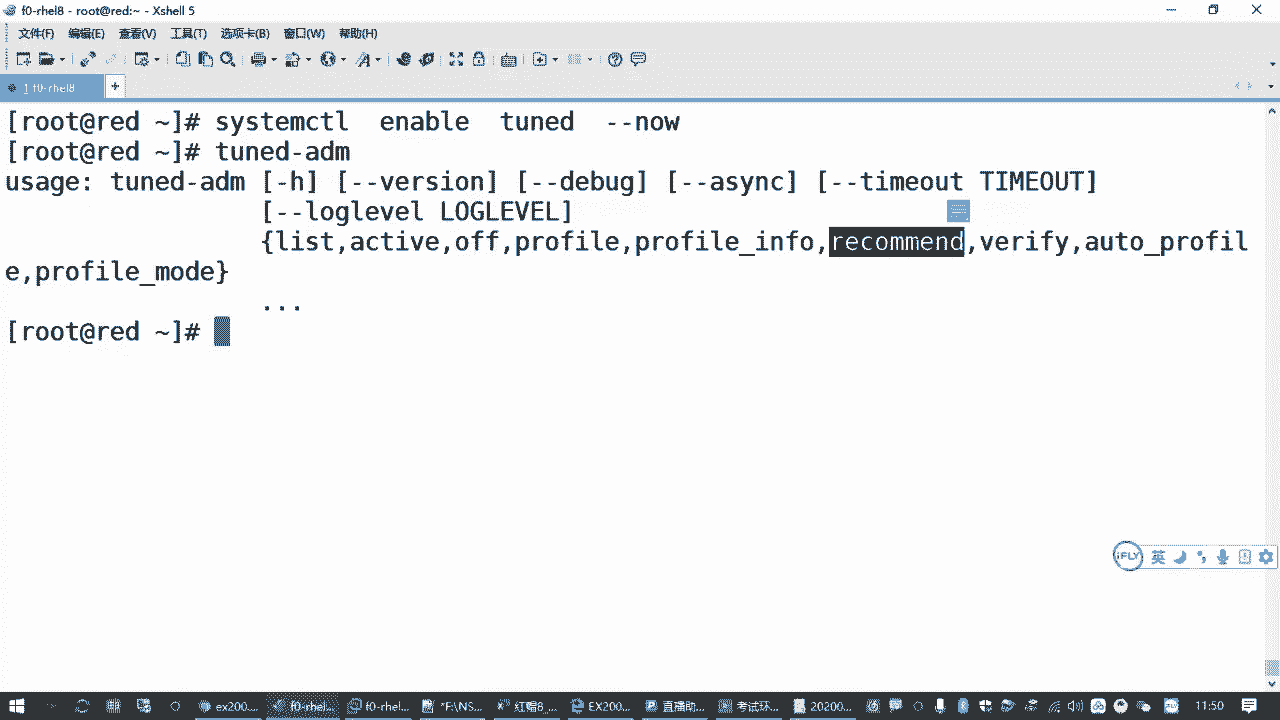 f0-rhel8 - root@red:~ - Xshell 5
文件(F) 编辑(E) 查看(V) 工具(T) 选项卡(B) 窗口(W) 帮助(H)
1 f0-rhel8
[root@red ~]# systemctl  enable  tuned  --now
[root@red ~]# tuned-adm
usage: tuned-adm [-h] [--version] [--debug] [--async] [--timeout TIMEOUT]
                 [--loglevel LOGLEVEL]
                 {list,active,off,profile,profile_info,recommend,verify,auto_profil
e,profile_mode}
                 ...
[root@red ~]#
iFLY 英
ex200... f0-rhel... f0-rhel... *F:\NS... 红帽8_... EX200... 直播助... 考试环... 20200... 11:50